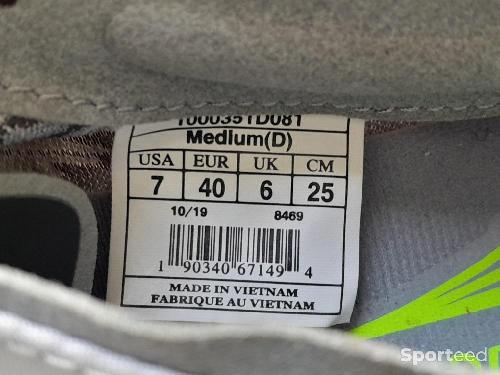 1000351D081
Medium(D)
USA EUR UK CM
7 40 6 25
10/19 8469
1 90340 67149 4
MADE IN VIETNAM
FABRIQUE AU VIETNAM
Sporteed